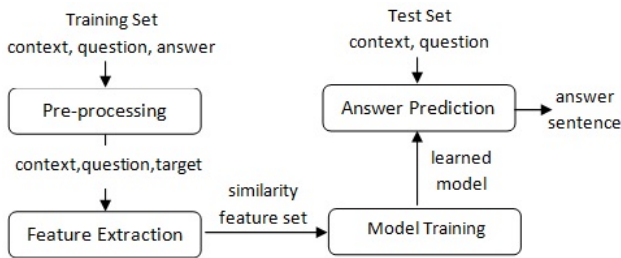 Training Set
context, question, answer
Pre-processing
context,question,target
Feature Extraction
similarity
feature set
Model Training
learned
model
Test Set
context, question
Answer Prediction
answer
sentence